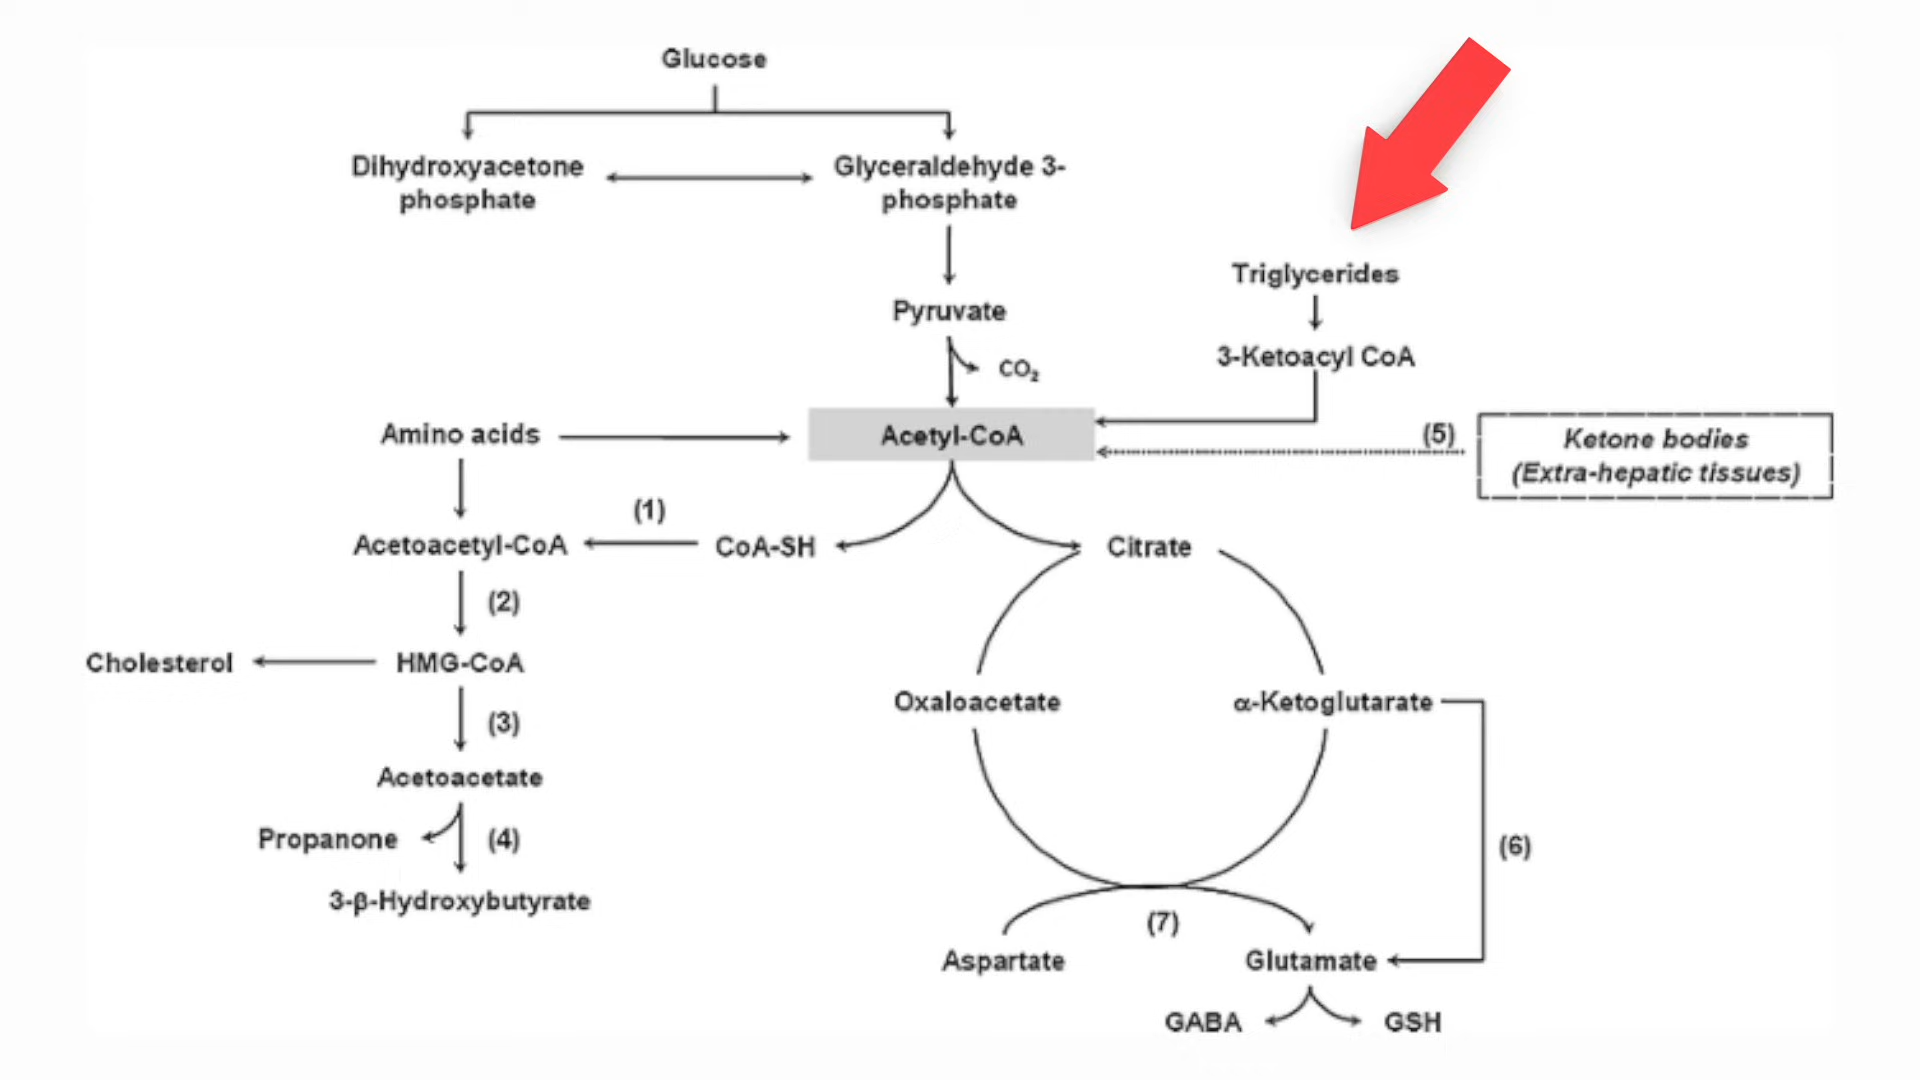 Glucose
Dihydroxyacetone
phosphate
Glyceraldehyde 3-
phosphate
Triglycerides
Pyruvate
3-Ketoacyl CoA
CO₂
Amino acids
Acetyl-CoA
(5)
Ketone bodies
(Extra-hepatic tissues)
(1)
Acetoacetyl-CoA
CoA-SH
Citrate
(2)
Cholesterol
HMG-CoA
Oxaloacetate
α-Ketoglutarate
(3)
Acetoacetate
Propanone
(4)
(6)
3-β-Hydroxybutyrate
(7)
Aspartate
Glutamate
GABA
GSH